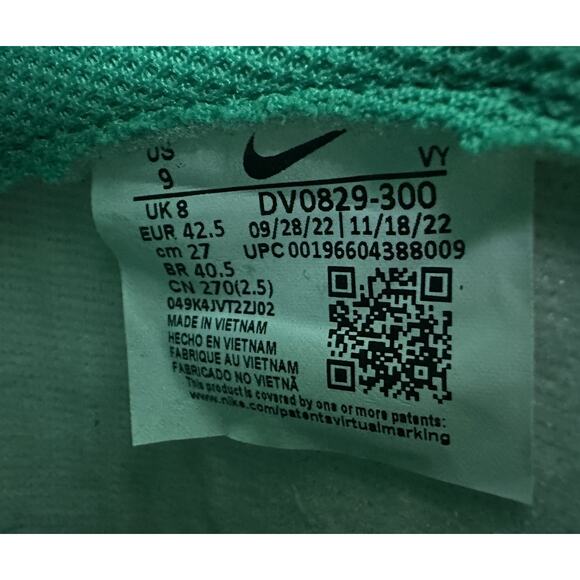 US
9
VY
UK 8
DV0829-300
EUR 42.5
09/28/22 | 11/18/22
cm 27
UPC 00196604388009
BR 40.5
CN 270(2.5)
049K4JVT2ZJ02
MADE IN VIETNAM
HECHO EN VIETNAM
FABRIQUE AU VIETNAM
FABRICADO NO VIETNÃ
This product is covered by one or more patents:
www.nike.com/patentsvirtualmarking